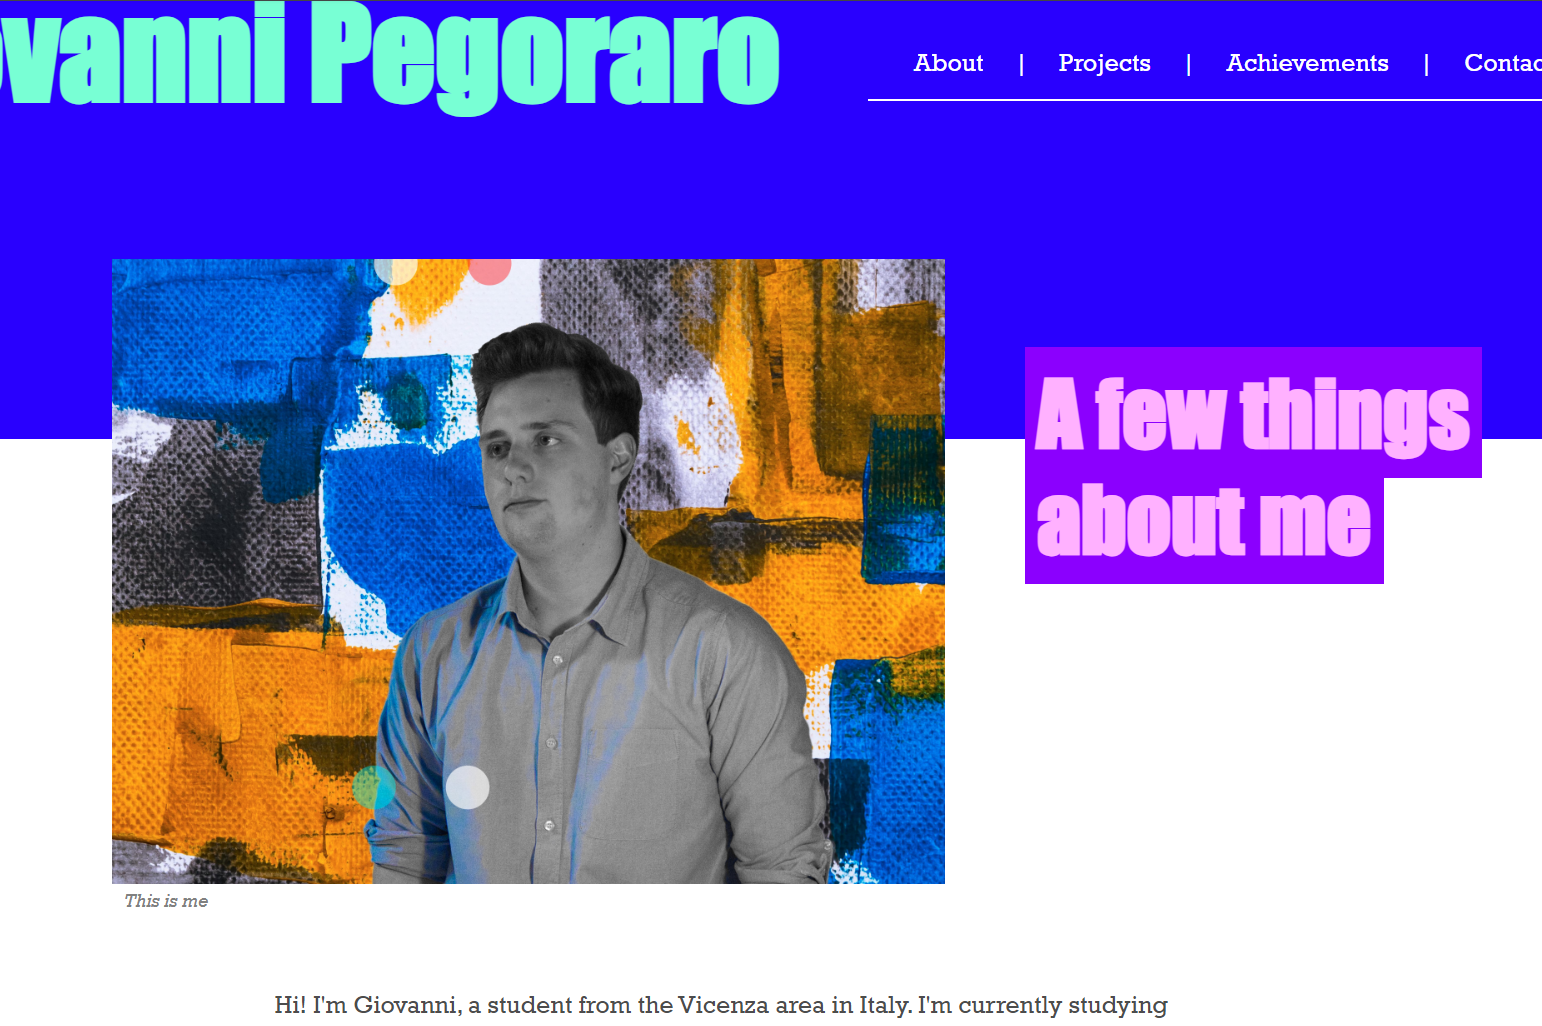 ovanni Pegoraro
About | Projects | Achievements | Contac
A few things
about me
This is me
Hi! I'm Giovanni, a student from the Vicenza area in Italy. I'm currently studying